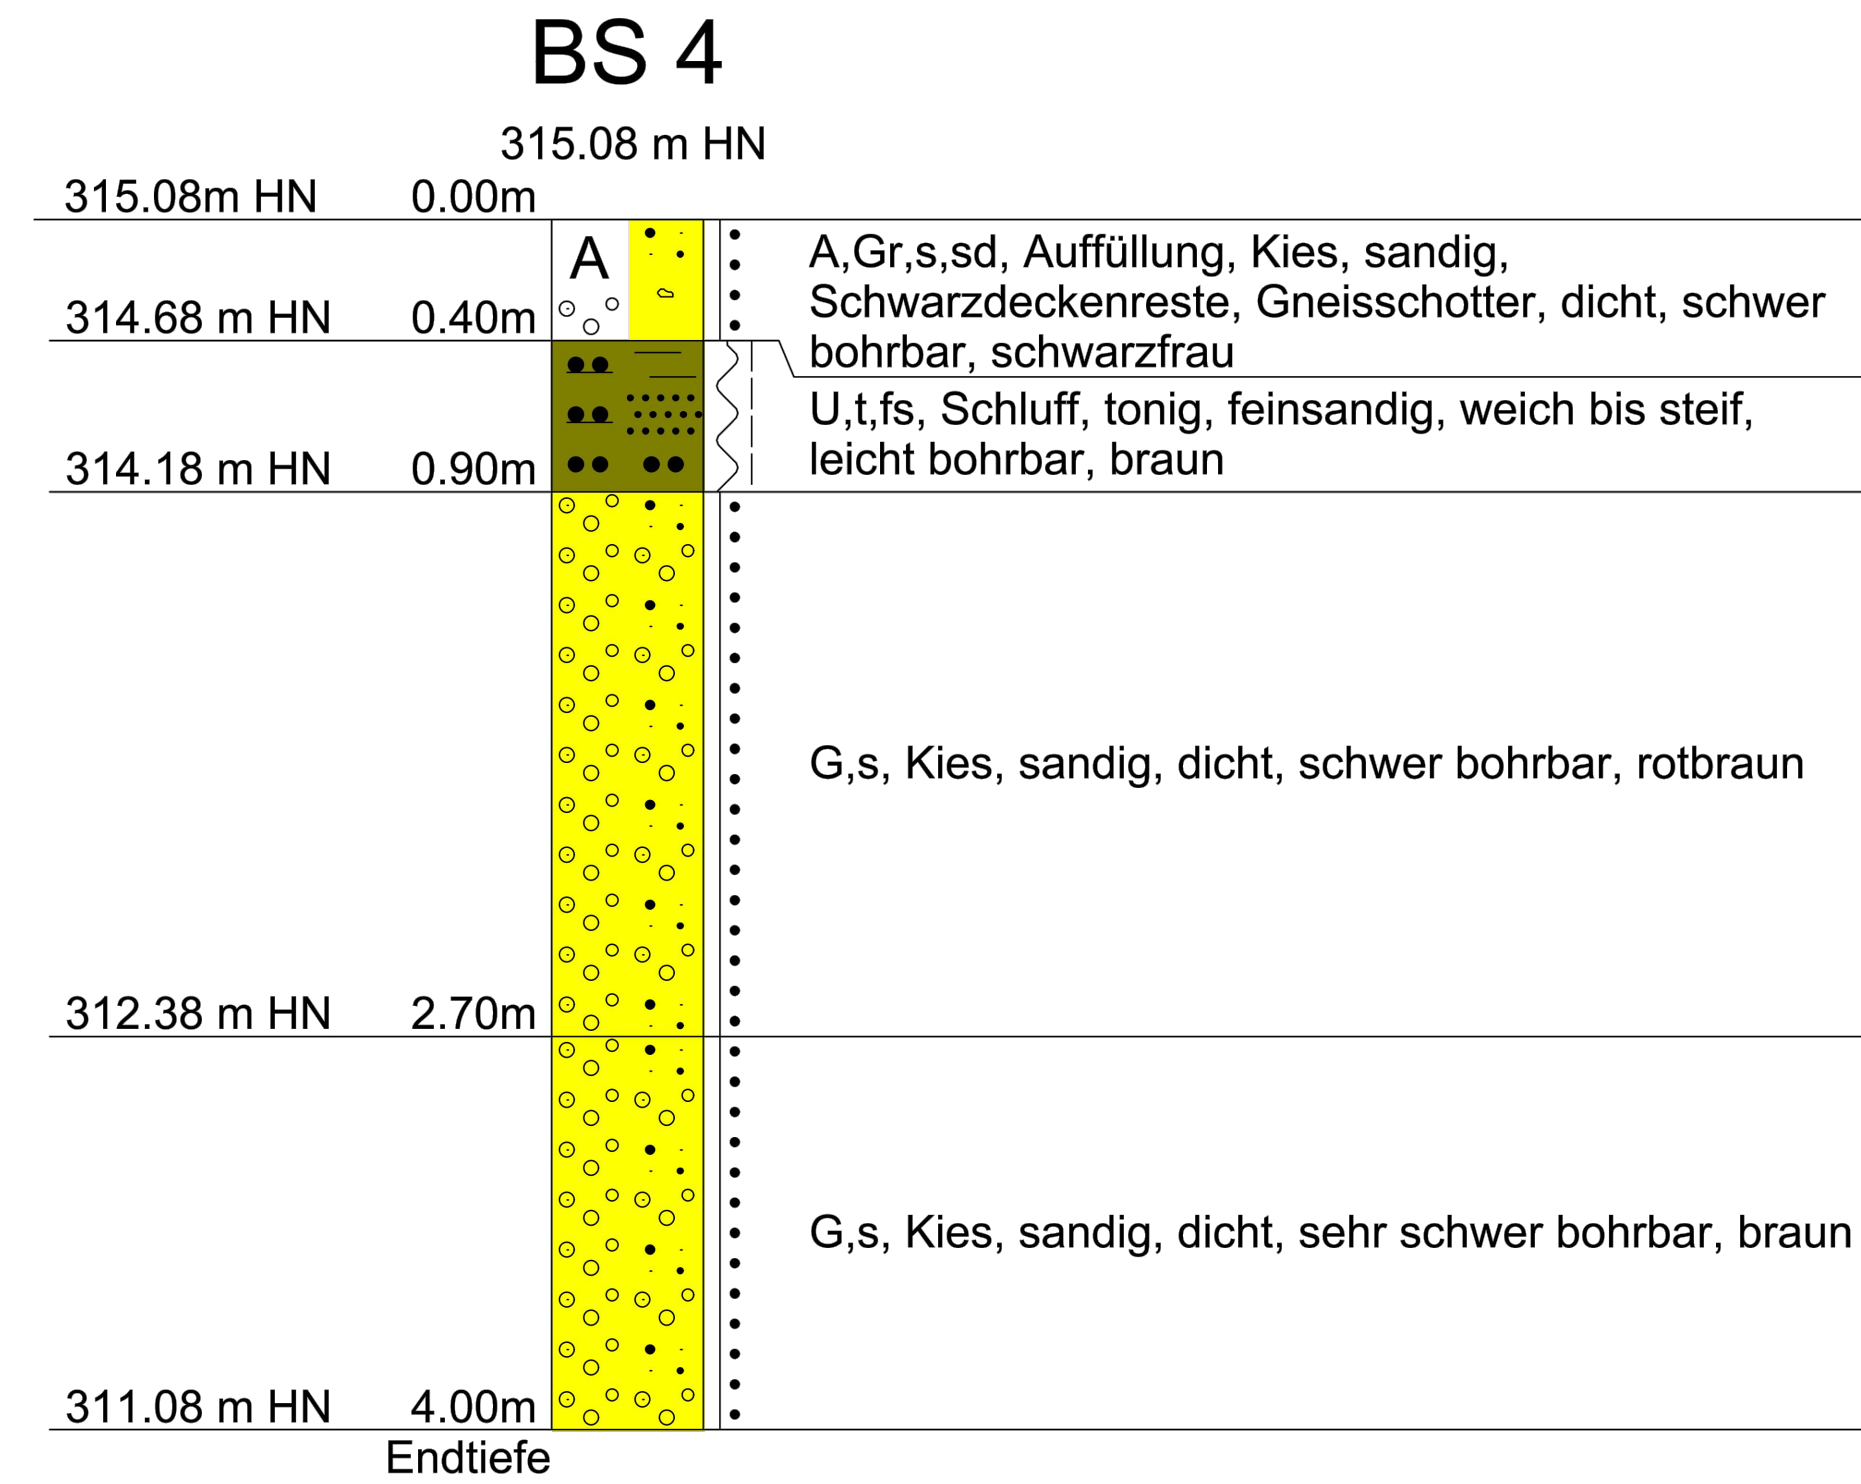 BS 4
315.08 m HN
315.08m HN 0.00m
A
A,Gr,s,sd, Auffüllung, Kies, sandig,
Schwarzdeckenreste, Gneisschotter, dicht, schwer
bohrbar, schwarzfrau
314.68 m HN 0.40m
U,t,fs, Schluff, tonig, feinsandig, weich bis steif,
leicht bohrbar, braun
314.18 m HN 0.90m
G,s, Kies, sandig, dicht, schwer bohrbar, rotbraun
312.38 m HN 2.70m
G,s, Kies, sandig, dicht, sehr schwer bohrbar, braun
311.08 m HN 4.00m
Endtiefe